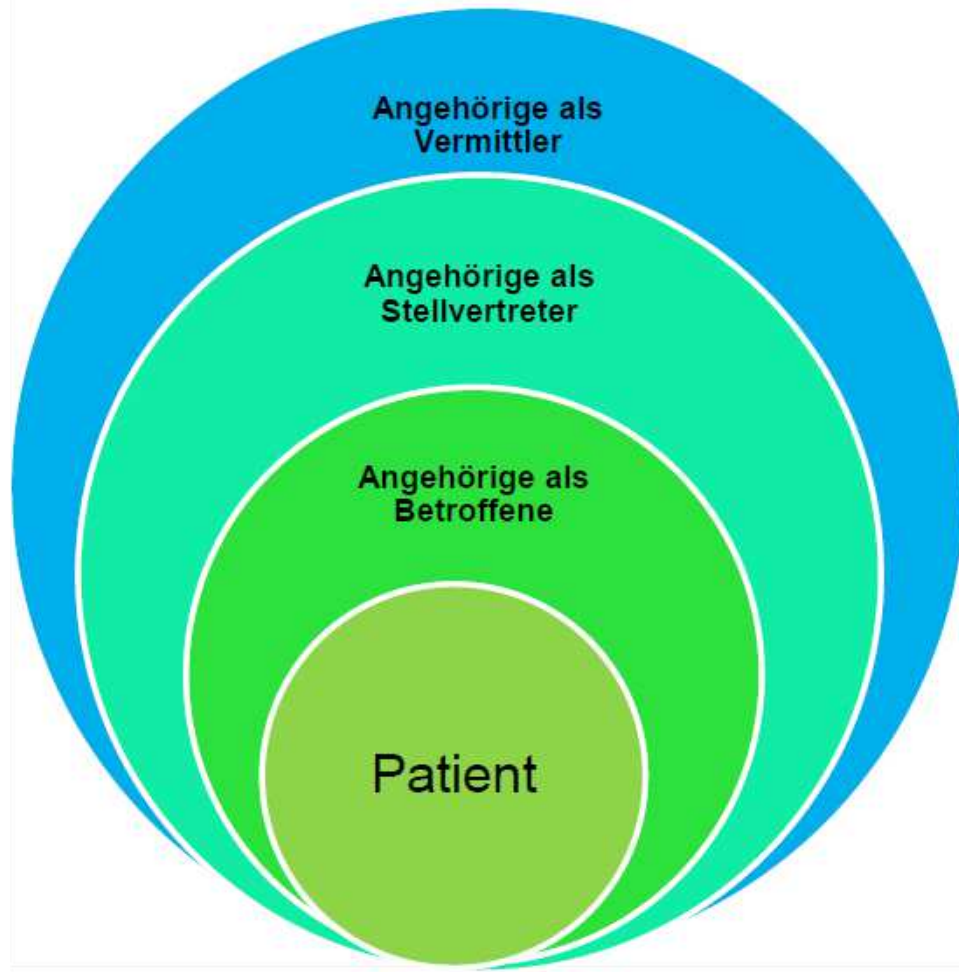 Angehörige als
Vermittler
Angehörige als
Stellvertreter
Angehörige als
Betroffene
Patient